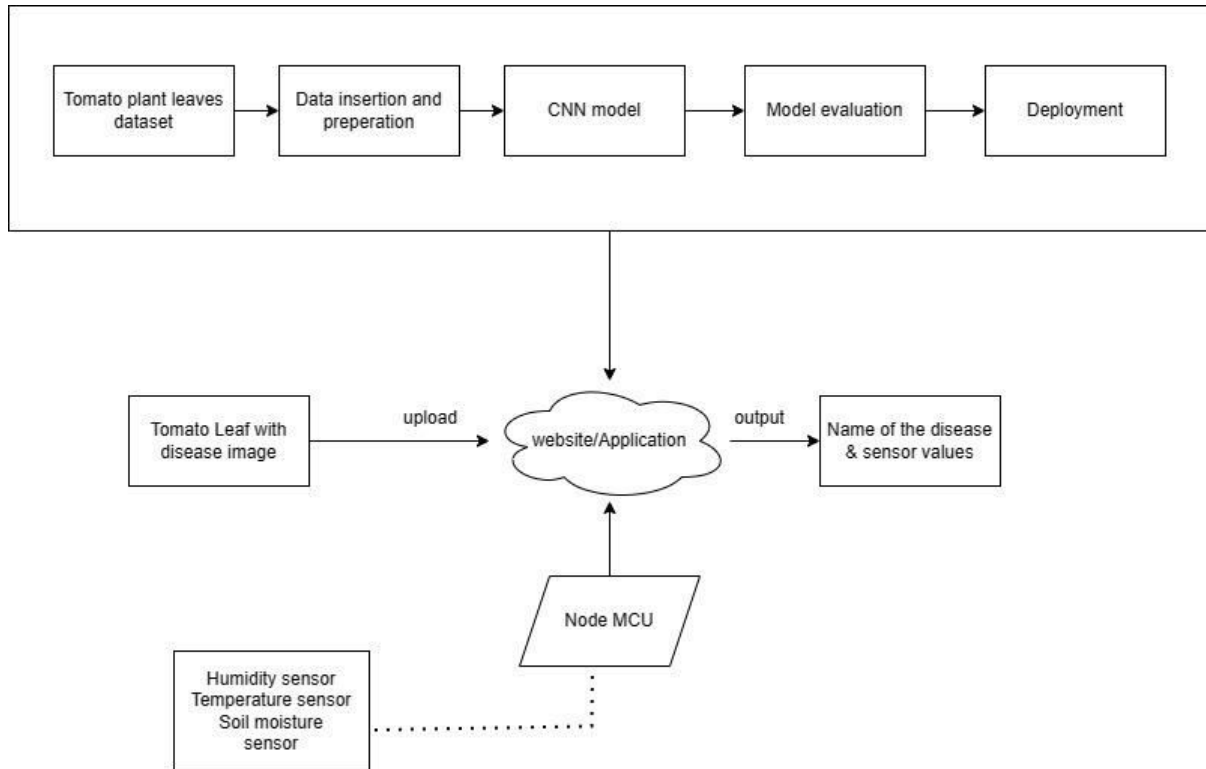 Tomato plant leaves
dataset
Data insertion and
preperation
CNN model
Model evaluation
Deployment
Tomato Leaf with
disease image
upload
website/Application
output
Name of the disease
& sensor values
Node MCU
Humidity sensor
Temperature sensor
Soil moisture
sensor